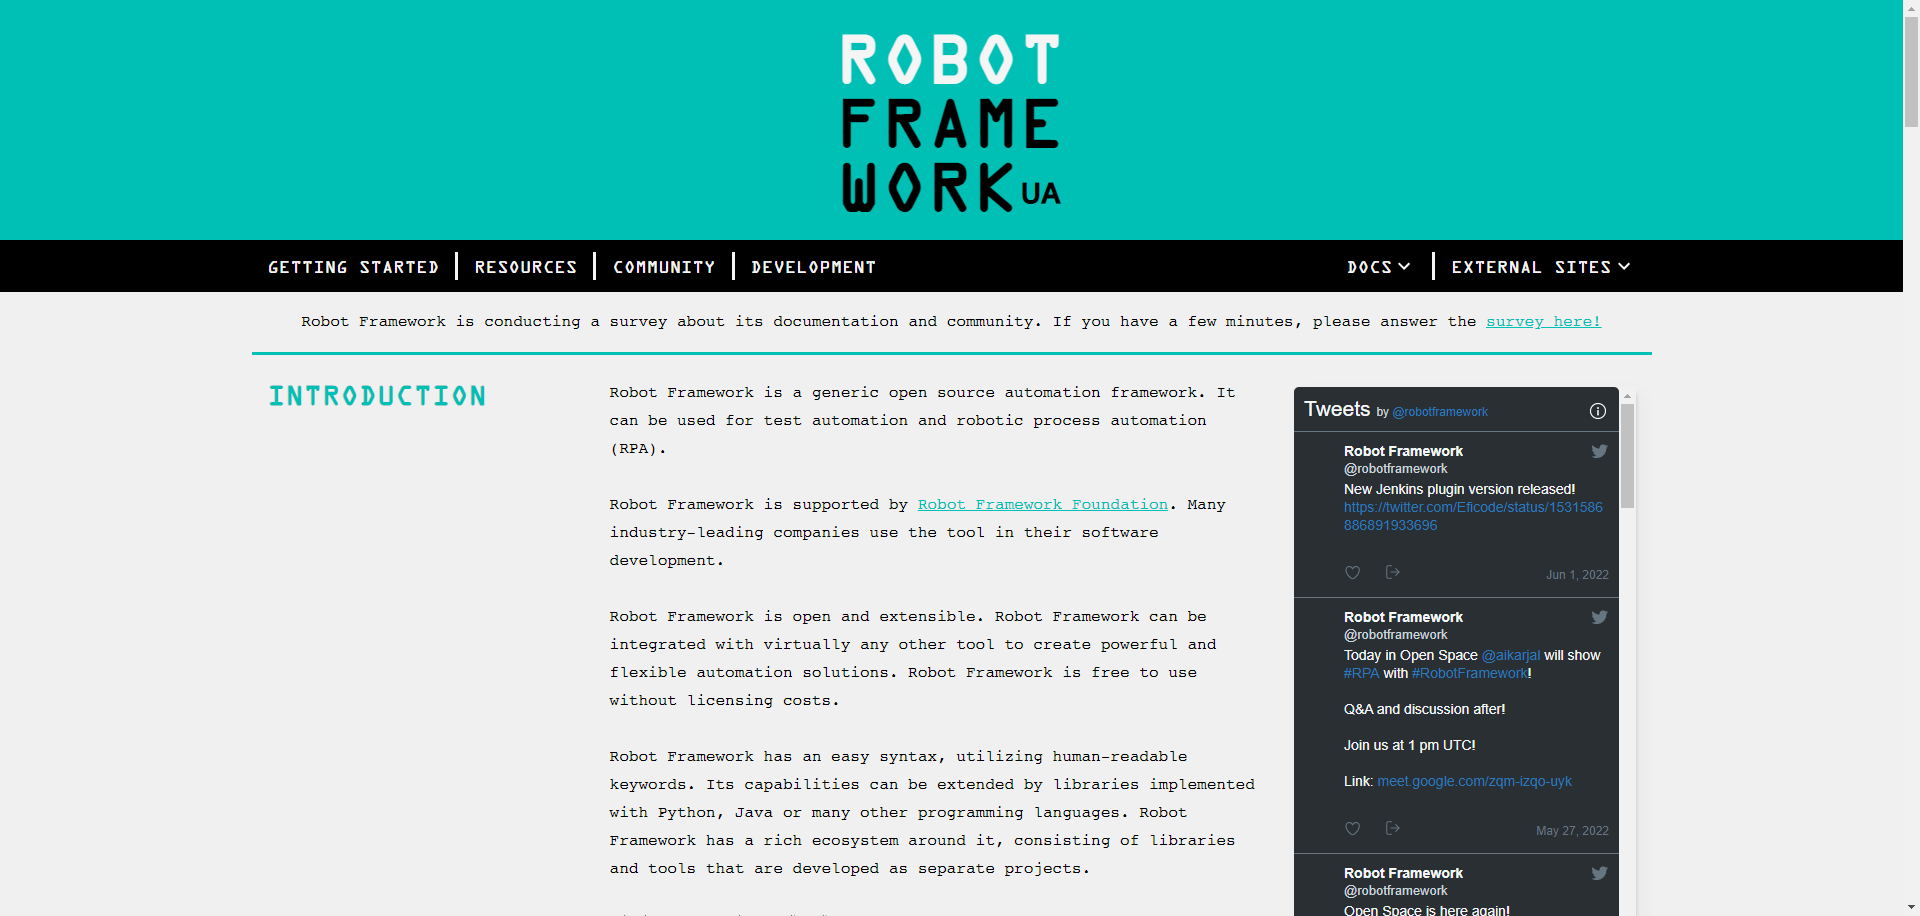 ROBOT
FRAME
WORK UA
GETTING STARTED
RESOURCES
COMMUNITY
DEVELOPMENT
DOCS
EXTERNAL SITES
Robot Framework is conducting a survey about its documentation and community. If you have a few minutes, please answer the survey here!
INTRODUCTION
Robot Framework is a generic open source automation framework. It
can be used for test automation and robotic process automation
(RPA).
Robot Framework is supported by Robot Framework Foundation. Many
industry-leading companies use the tool in their software
development.
Robot Framework is open and extensible. Robot Framework can be
integrated with virtually any other tool to create powerful and
flexible automation solutions. Robot Framework is free to use
without licensing costs.
Robot Framework has an easy syntax, utilizing human-readable
keywords. Its capabilities can be extended by libraries implemented
with Python, Java or many other programming languages. Robot
Framework has a rich ecosystem around it, consisting of libraries
and tools that are developed as separate projects.
Tweets by @robotframework
Robot Framework
@robotframework
New Jenkins plugin version released!
https://twitter.com/Eficode/status/1531586
886891933696
Jun 1, 2022
Robot Framework
@robotframework
Today in Open Space @aikarjal will show
#RPA with #RobotFramework!
Q&A and discussion after!
Join us at 1 pm UTC!
Link: meet.google.com/zqm-izqo-uyk
May 27, 2022
Robot Framework
@robotframework
Open Space is here again!